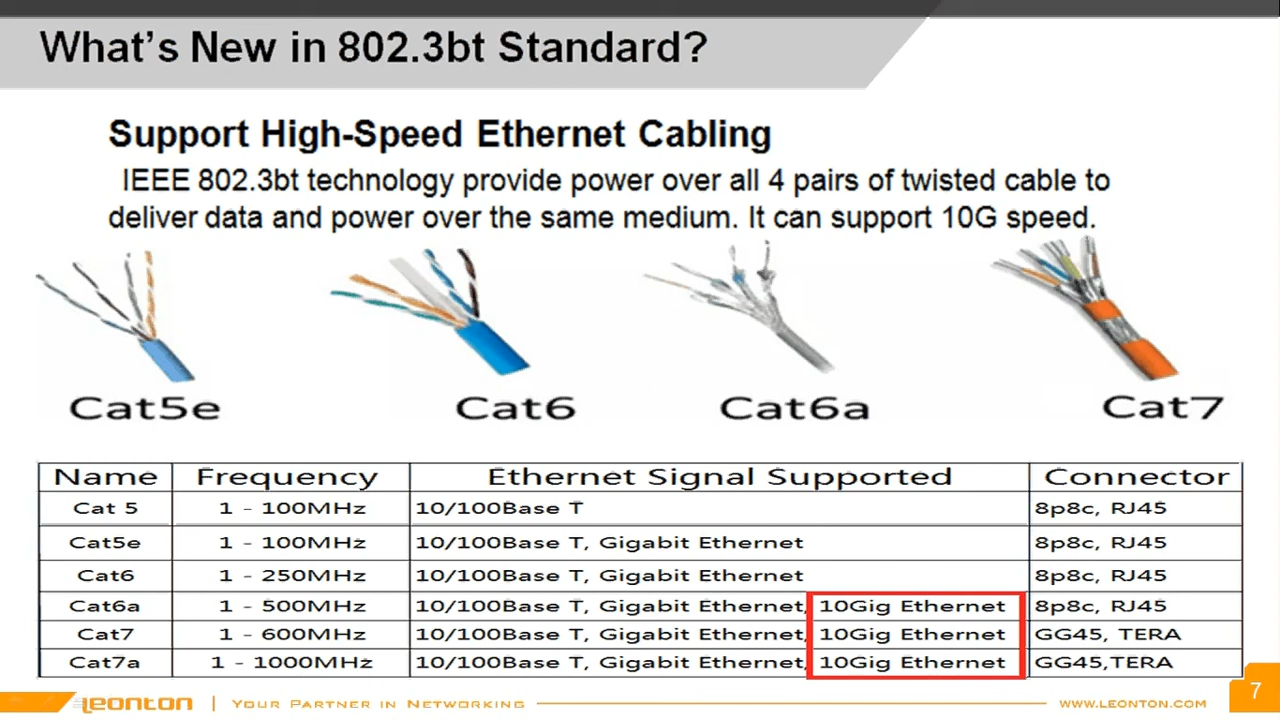 What's New in 802.3bt Standard?
Support High-Speed Ethernet Cabling
IEEE 802.3bt technology provide power over all 4 pairs of twisted cable to
deliver data and power over the same medium. It can support 10G speed.
Cat5e Cat6 Cat6a Cat7
Name Frequency Ethernet Signal Supported Connector
Cat 5 1 - 100MHz 10/100Base T 8p8c, RJ45
Cat5e 1 - 100MHz 10/100Base T, Gigabit Ethernet 8p8c, RJ45
Cat6 1 - 250MHz 10/100Base T, Gigabit Ethernet 8p8c, RJ45
Cat6a 1 - 500MHz 10/100Base T, Gigabit Ethernet, 10Gig Ethernet 8p8c, RJ45
Cat7 1 - 600MHz 10/100Base T, Gigabit Ethernet, 10Gig Ethernet GG45, TERA
Cat7a 1 - 1000MHz 10/100Base T, Gigabit Ethernet, 10Gig Ethernet GG45,TERA
Leonton | Your Partner in Networking www.leonton.com 7